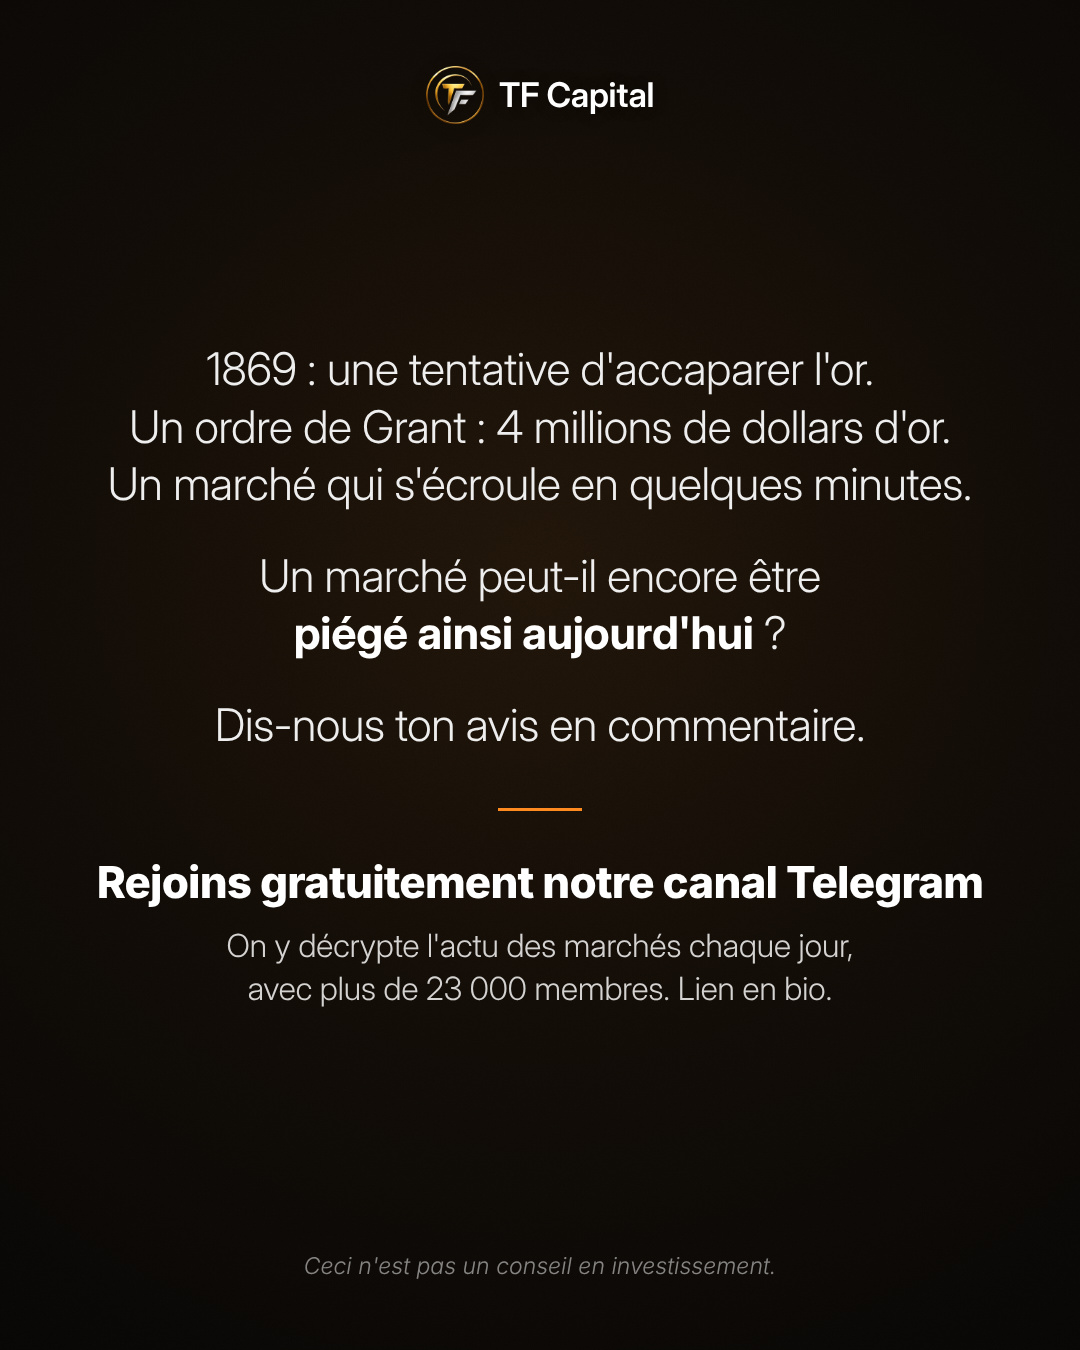 TF TF Capital
1869 : une tentative d'accaparer l'or.
Un ordre de Grant : 4 millions de dollars d'or.
Un marché qui s'écroule en quelques minutes.
Un marché peut-il encore être
piégé ainsi aujourd'hui ?
Dis-nous ton avis en commentaire.
Rejoins gratuitement notre canal Telegram
On y décrypte l'actu des marchés chaque jour,
avec plus de 23 000 membres. Lien en bio.
Ceci n'est pas un conseil en investissement.